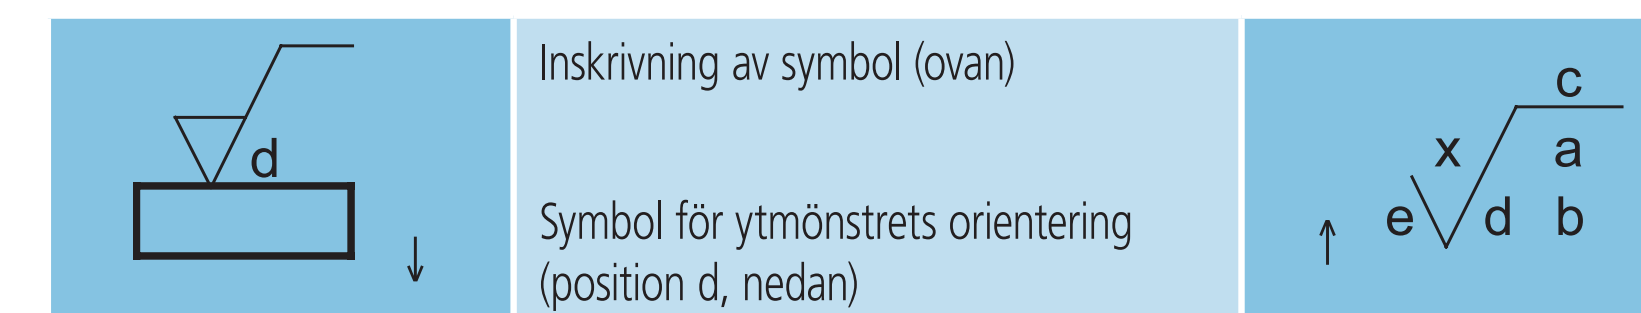 d
Inskrivning av symbol (ovan)
Symbol för ytmönstrets orientering
(position d, nedan)
c
x a
e d b